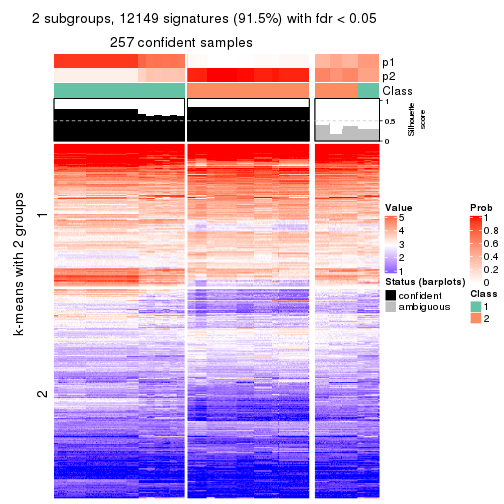 2 subgroups, 12149 signatures (91.5%) with fdr < 0.05
257 confident samples
p1
p2
Class
1
0.5
0
Silhouette
score
k-means with 2 groups
1
2
Value
5
4
3
2
1
Status (barplots)
confident
ambiguous
Prob
1
0.8
0.6
0.4
0.2
0
Class
1
2